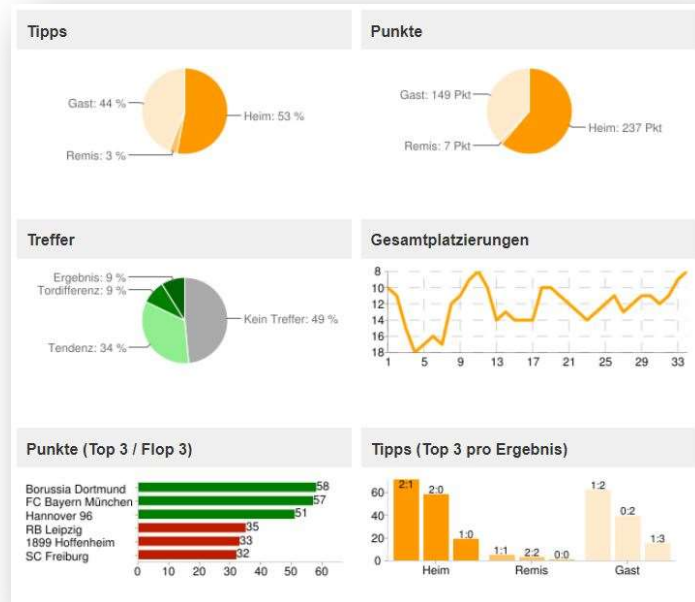 Tipps
Gast: 44 %
Heim: 53 %
Remis: 3 %
Punkte
Gast: 149 Pkt
Heim: 237 Pkt
Remis: 7 Pkt
Treffer
Ergebnis: 9 %
Tordifferenz: 9 %
Kein Treffer: 49 %
Tendenz: 34 %
Gesamtplatzierungen
8
10
12
14
16
18
1 5 9 13 17 21 25 29 33
Punkte (Top 3 / Flop 3)
Borussia Dortmund 58
FC Bayern München 57
Hannover 96 51
RB Leipzig 35
1899 Hoffenheim 33
SC Freiburg 32
0 10 20 30 40 50 60
Tipps (Top 3 pro Ergebnis)
60
40
20
0
2:1 2:0 1:0 1:1 2:2 0:0 1:2 0:2 1:3
Heim Remis Gast